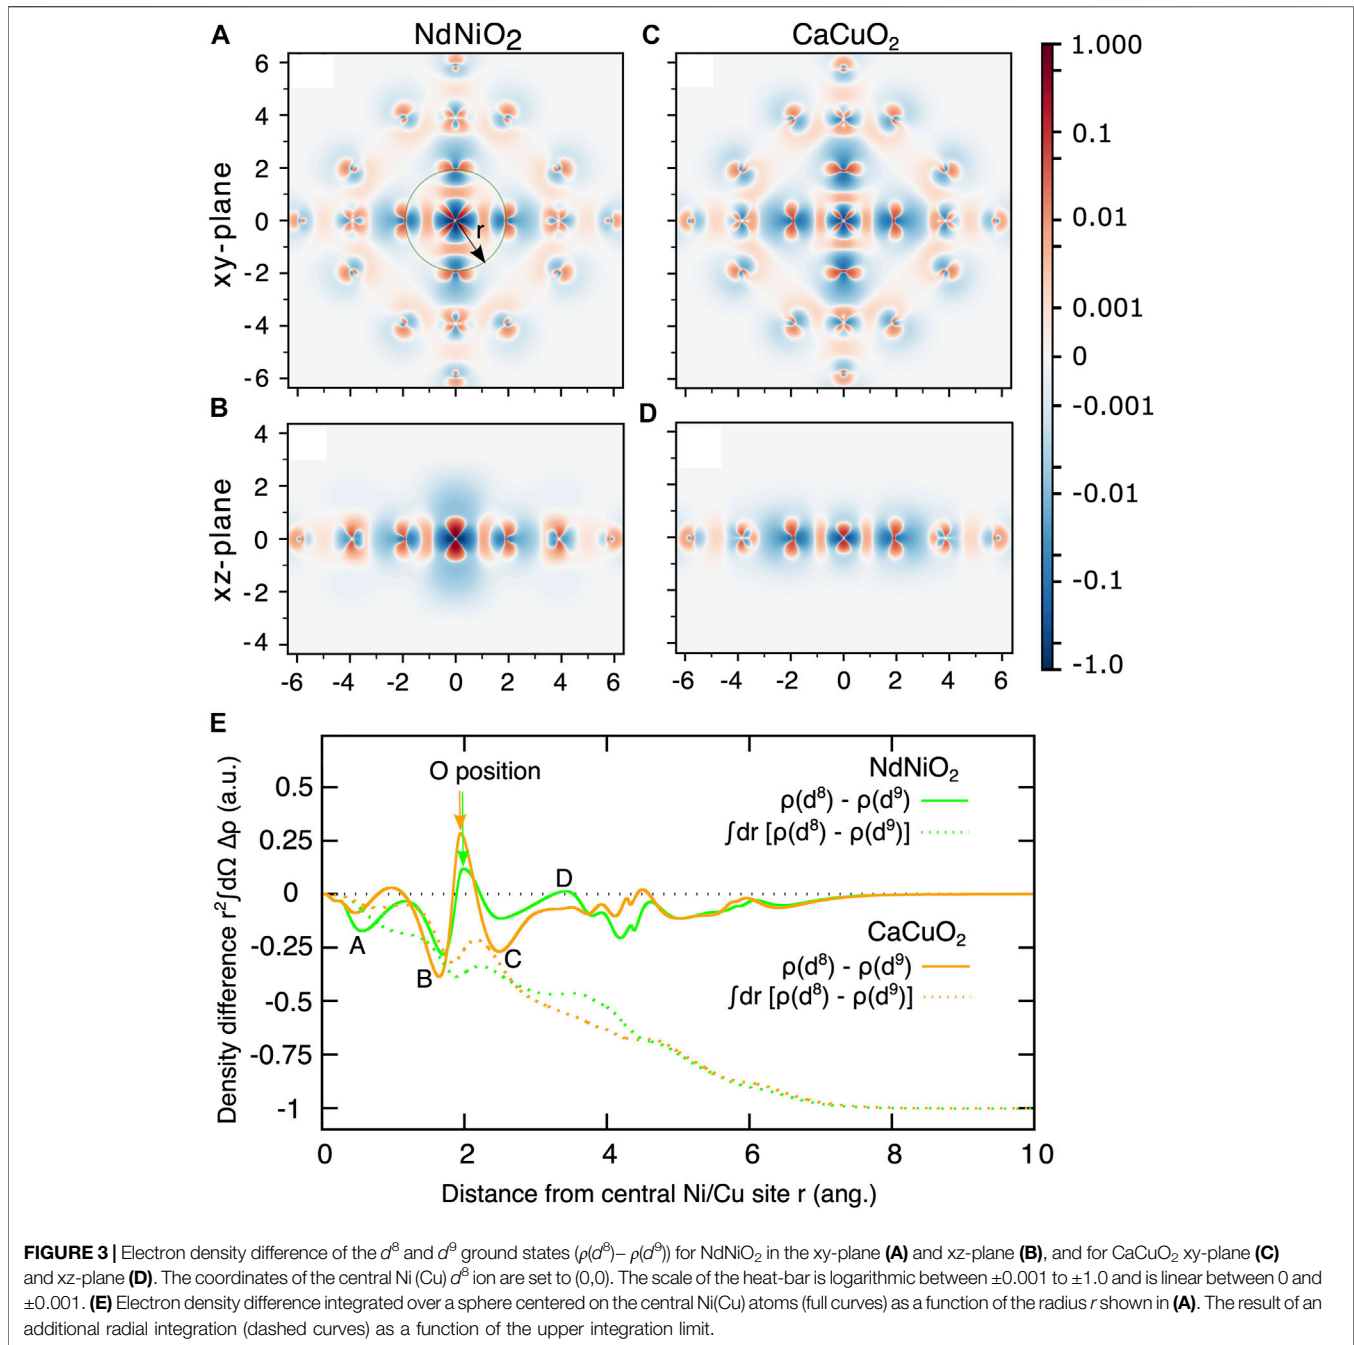 A NdNiO2 C CaCuO2
xy-plane
6
4
2
0
-2
-4
-6
r
1.000
0.1
0.01
0.001
0
-0.001
-0.01
-0.1
-1.0
B D
xz-plane
4
2
0
-2
-4
-6 -4 -2 0 2 4 6
-6 -4 -2 0 2 4 6
E
Density difference r²∫dΩ Δρ (a.u.)
0.5
0.25
0
-0.25
-0.5
-0.75
-1
O position
A
B
C
D
NdNiO2
ρ(d⁸) - ρ(d⁹)
∫dr [ρ(d⁸) - ρ(d⁹)]
CaCuO2
ρ(d⁸) - ρ(d⁹)
∫dr [ρ(d⁸) - ρ(d⁹)]
0 2 4 6 8 10
Distance from central Ni/Cu site r (ang.)
FIGURE 3 | Electron density difference of the d⁸ and d⁹ ground states (ρ(d⁸)– ρ(d⁹)) for NdNiO2 in the xy-plane (A) and xz-plane (B), and for CaCuO2 xy-plane (C)
and xz-plane (D). The coordinates of the central Ni (Cu) d⁸ ion are set to (0,0). The scale of the heat-bar is logarithmic between ±0.001 to ±1.0 and is linear between 0 and
±0.001. (E) Electron density difference integrated over a sphere centered on the central Ni(Cu) atoms (full curves) as a function of the radius r shown in (A). The result of an
additional radial integration (dashed curves) as a function of the upper integration limit.